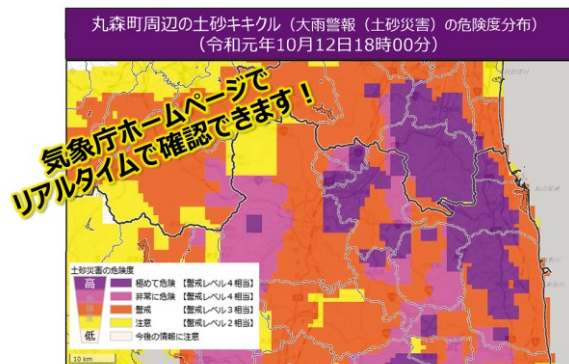 丸森町周辺の土砂キキクル（大雨警報（土砂災害）の危険度分布）
（令和元年10月12日18時00分）
気象庁ホームページで
リアルタイムで確認できます！
土砂災害の危険度
高
極めて危険 【警戒レベル４相当】
非常に危険 【警戒レベル４相当】
警戒 【警戒レベル３相当】
注意 【警戒レベル２相当】
低
今後の情報に注意
10 km